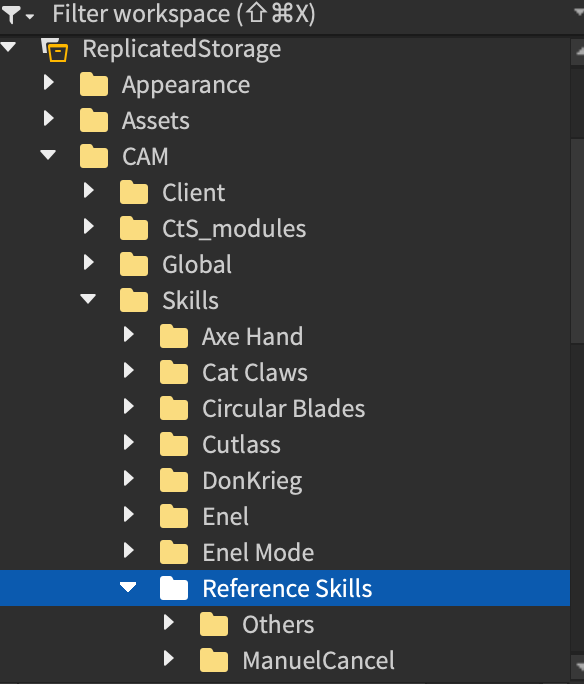 Filter workspace (⇧⌘X)
ReplicatedStorage
Appearance
Assets
CAM
Client
CtS_modules
Global
Skills
Axe Hand
Cat Claws
Circular Blades
Cutlass
DonKrieg
Enel
Enel Mode
Reference Skills
Others
ManuelCancel